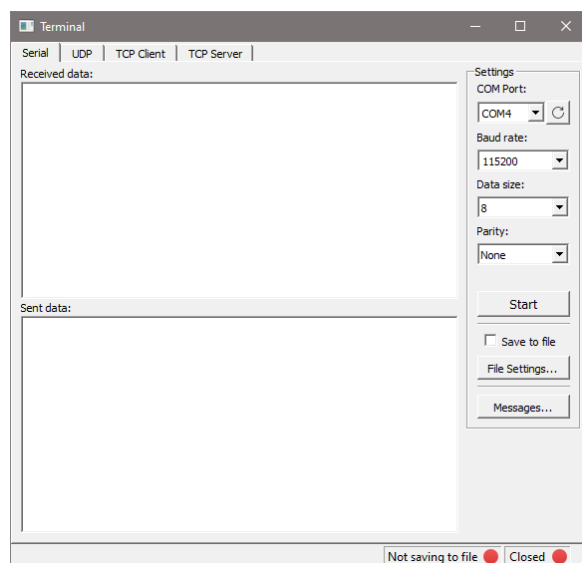 Terminal
Serial UDP TCP Client TCP Server
Received data:
Settings
COM Port:
COM4
Baud rate:
115200
Data size:
8
Parity:
None
Start
Sent data:
Save to file
File Settings...
Messages...
Not saving to file Closed